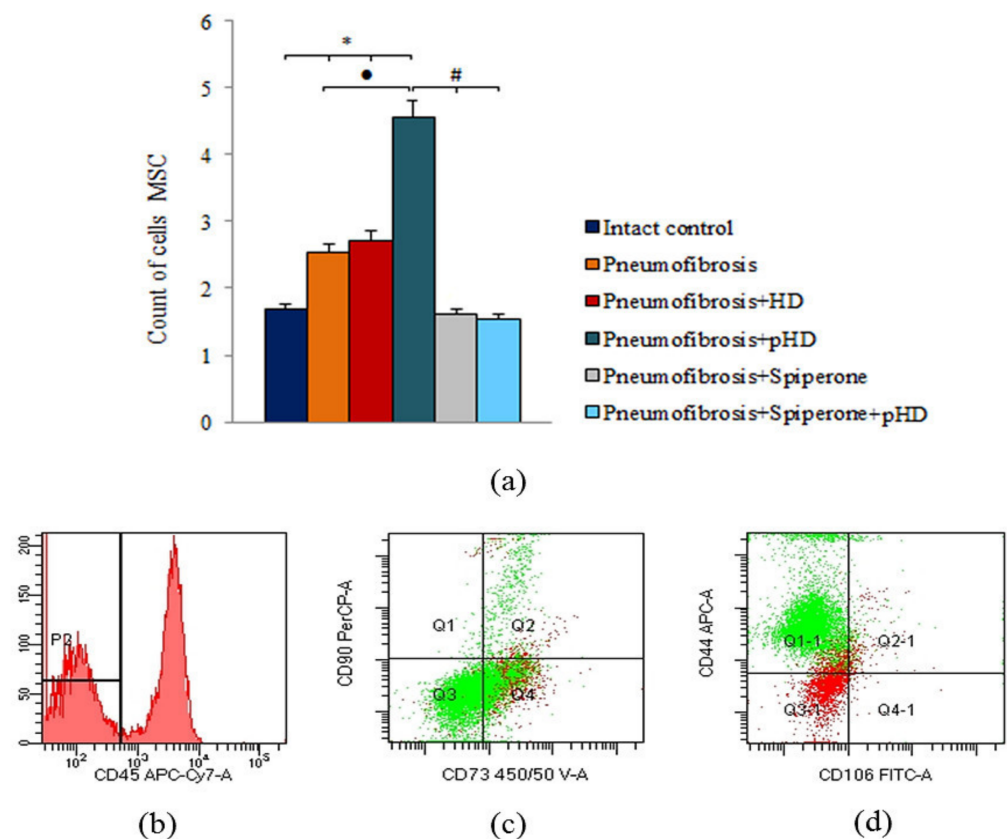 6
5
4
3
2
1
0
Count of cells MSC
*
●
#
Intact control
Pneumofibrosis
Pneumofibrosis+HD
Pneumofibrosis+pHD
Pneumofibrosis+Spiperone
Pneumofibrosis+Spiperone+pHD
(a)
200
150
100
50
0
P3
10²
10³
10⁴
10⁵
CD45 APC-Cy7-A
(b)
CD90 PerCP-A
Q1
Q2
Q3
Q4
CD73 450/50 V-A
(c)
CD44 APC-A
Q1-1
Q2-1
Q3-1
Q4-1
CD106 FITC-A
(d)